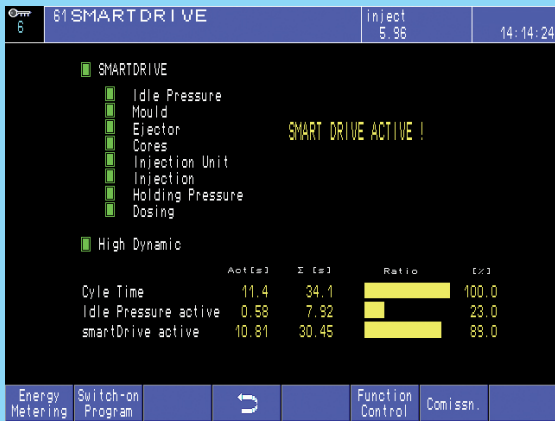 6 61 SMARTDRIVE inject 5.96 14:14:24
SMARTDRIVE
Idle Pressure
Mould
Ejector
SMART DRIVE ACTIVE !
Cores
Injection Unit
Injection
Holding Pressure
Dosing
High Dynamic
Act[s] Σ [s] Ratio [%]
Cyle Time 11.4 34.1 100.0
Idle Pressure active 0.58 7.92 23.0
smartDrive active 10.81 30.45 89.0
Energy Metering Switch-on Program Function Control Comissn.